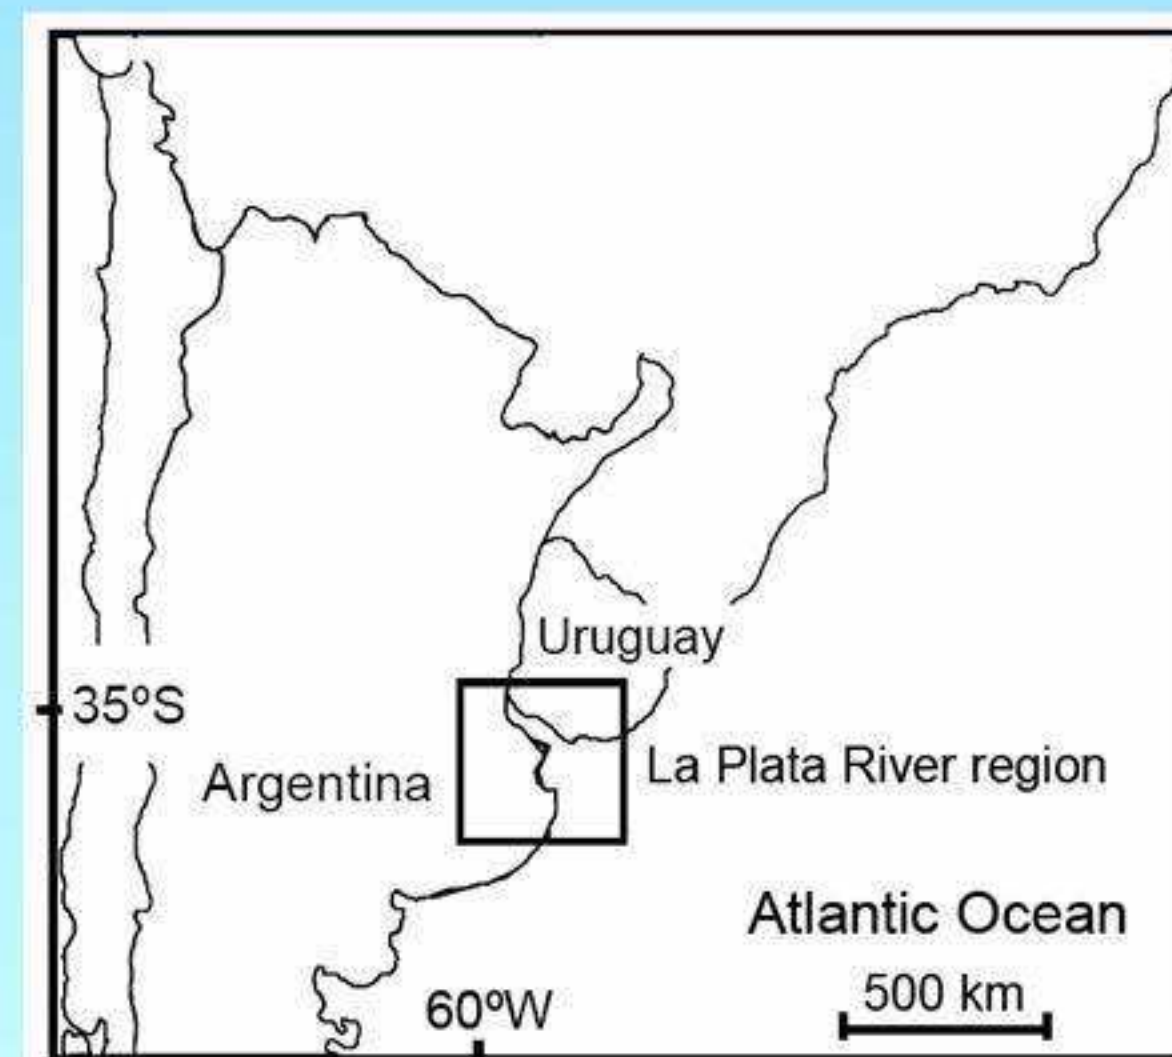 Uruguay
35ºS
La Plata River region
Argentina
Atlantic Ocean
500 km
60ºW